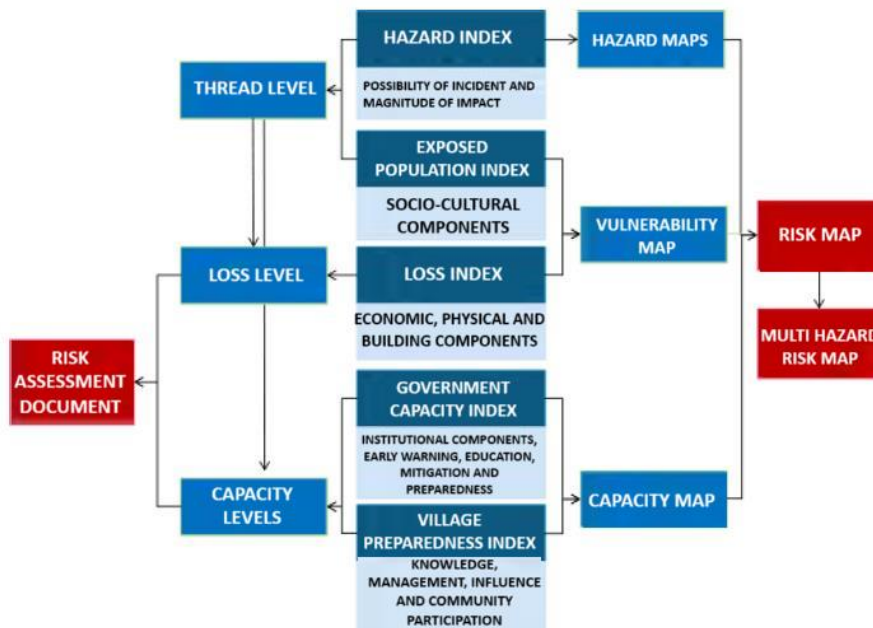 HAZARD INDEX
POSSIBILITY OF INCIDENT AND
MAGNITUDE OF IMPACT
HAZARD MAPS
THREAD LEVEL
EXPOSED
POPULATION INDEX
SOCIO-CULTURAL
COMPONENTS
VULNERABILITY
MAP
RISK MAP
LOSS LEVEL
LOSS INDEX
ECONOMIC, PHYSICAL AND
BUILDING COMPONENTS
MULTI HAZARD
RISK MAP
RISK
ASSESSMENT
DOCUMENT
GOVERNMENT
CAPACITY INDEX
INSTITUTIONAL COMPONENTS,
EARLY WARNING, EDUCATION,
MITIGATION AND
PREPAREDNESS
CAPACITY
LEVELS
CAPACITY MAP
VILLAGE
PREPAREDNESS INDEX
KNOWLEDGE,
MANAGEMENT, INFLUENCE
AND COMMUNITY
PARTICIPATION